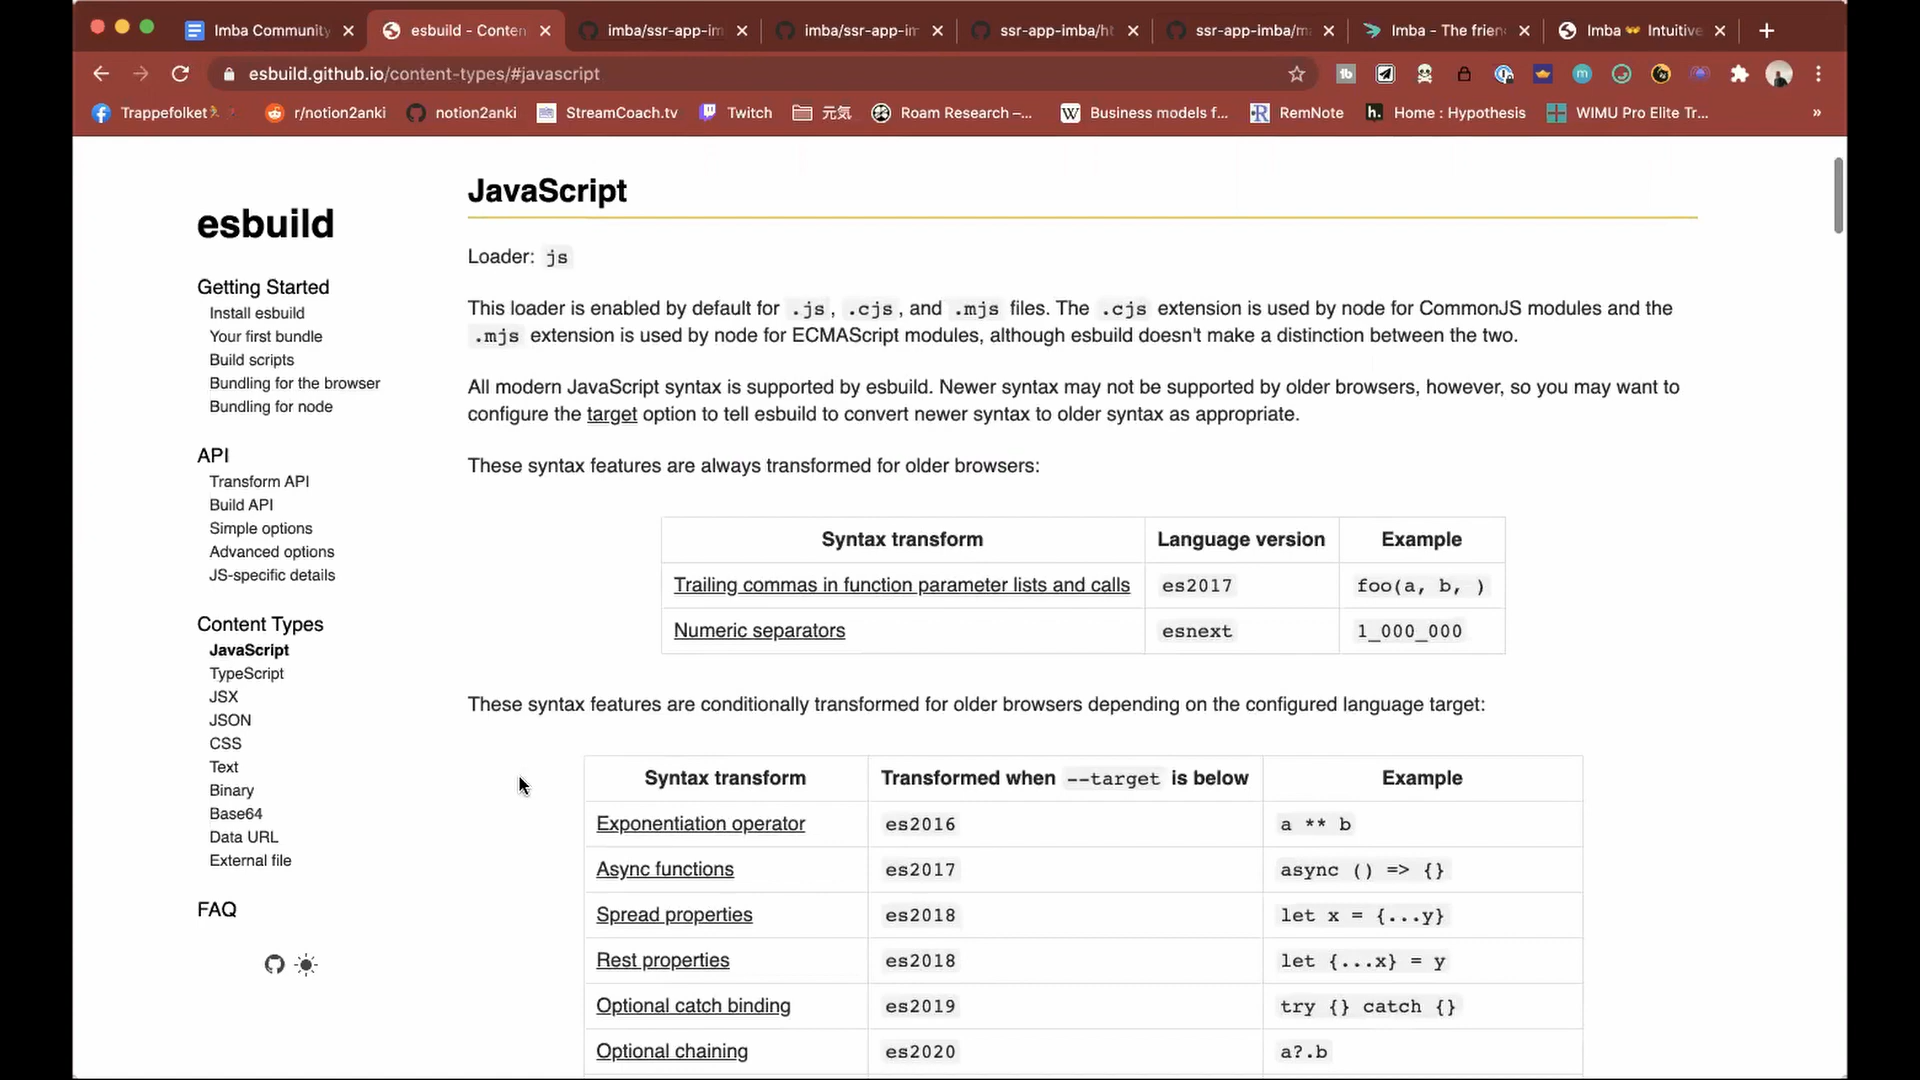 Imba Community
esbuild - Conten
imba/ssr-app-im
imba/ssr-app-im
ssr-app-imba/ht
ssr-app-imba/ma
Imba - The frien
Imba 👐 Intuitive
esbuild.github.io/content-types/#javascript
Trappefolket
r/notion2anki
notion2anki
StreamCoach.tv
Twitch
元気
Roam Research –...
Business models f...
RemNote
Home : Hypothesis
WIMU Pro Elite Tr...
»
esbuild
Getting Started
Install esbuild
Your first bundle
Build scripts
Bundling for the browser
Bundling for node
API
Transform API
Build API
Simple options
Advanced options
JS-specific details
Content Types
JavaScript
TypeScript
JSX
JSON
CSS
Text
Binary
Base64
Data URL
External file
FAQ
JavaScript
Loader: js
This loader is enabled by default for .js, .cjs, and .mjs files. The .cjs extension is used by node for CommonJS modules and the
.mjs extension is used by node for ECMAScript modules, although esbuild doesn't make a distinction between the two.
All modern JavaScript syntax is supported by esbuild. Newer syntax may not be supported by older browsers, however, so you may want to
configure the target option to tell esbuild to convert newer syntax to older syntax as appropriate.
These syntax features are always transformed for older browsers:
Syntax transform Language version Example
Trailing commas in function parameter lists and calls es2017 foo(a, b, )
Numeric separators esnext 1_000_000
These syntax features are conditionally transformed for older browsers depending on the configured language target:
Syntax transform Transformed when --target is below Example
Exponentiation operator es2016 a ** b
Async functions es2017 async () => {}
Spread properties es2018 let x = {...y}
Rest properties es2018 let {...x} = y
Optional catch binding es2019 try {} catch {}
Optional chaining es2020 a?.b